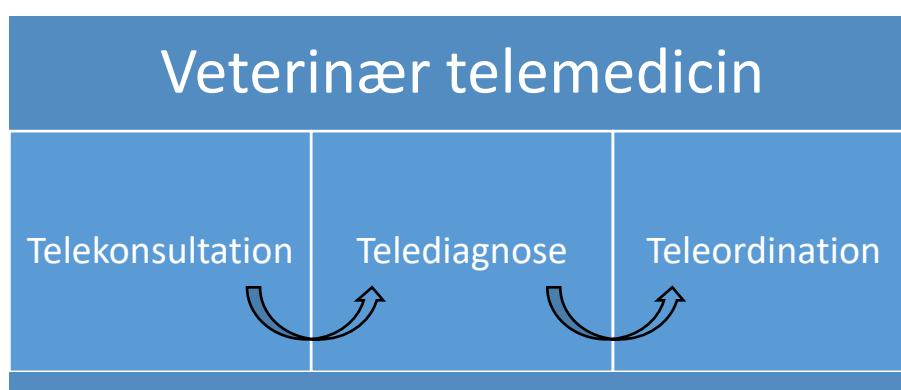 Veterinær telemedicin
Telekonsultation
Telediagnose
Teleordination